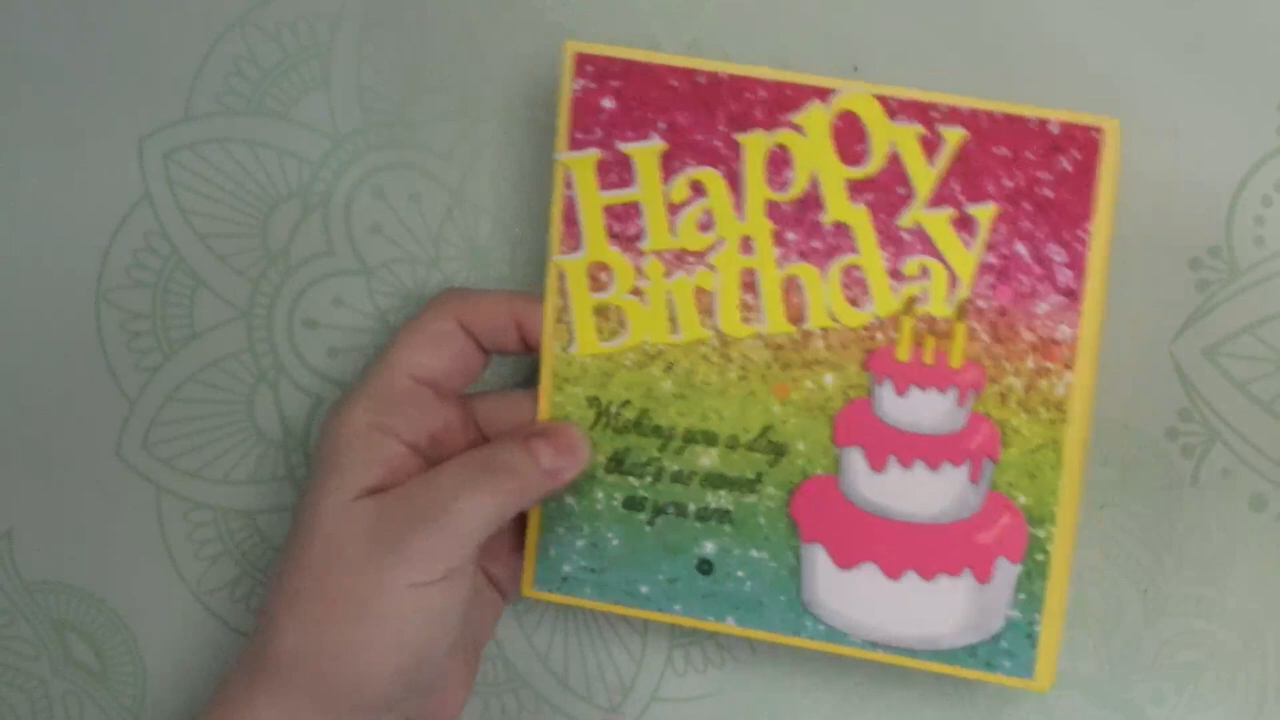 Happy
Birthday
Wishing you a day
that's as sweet
as you are